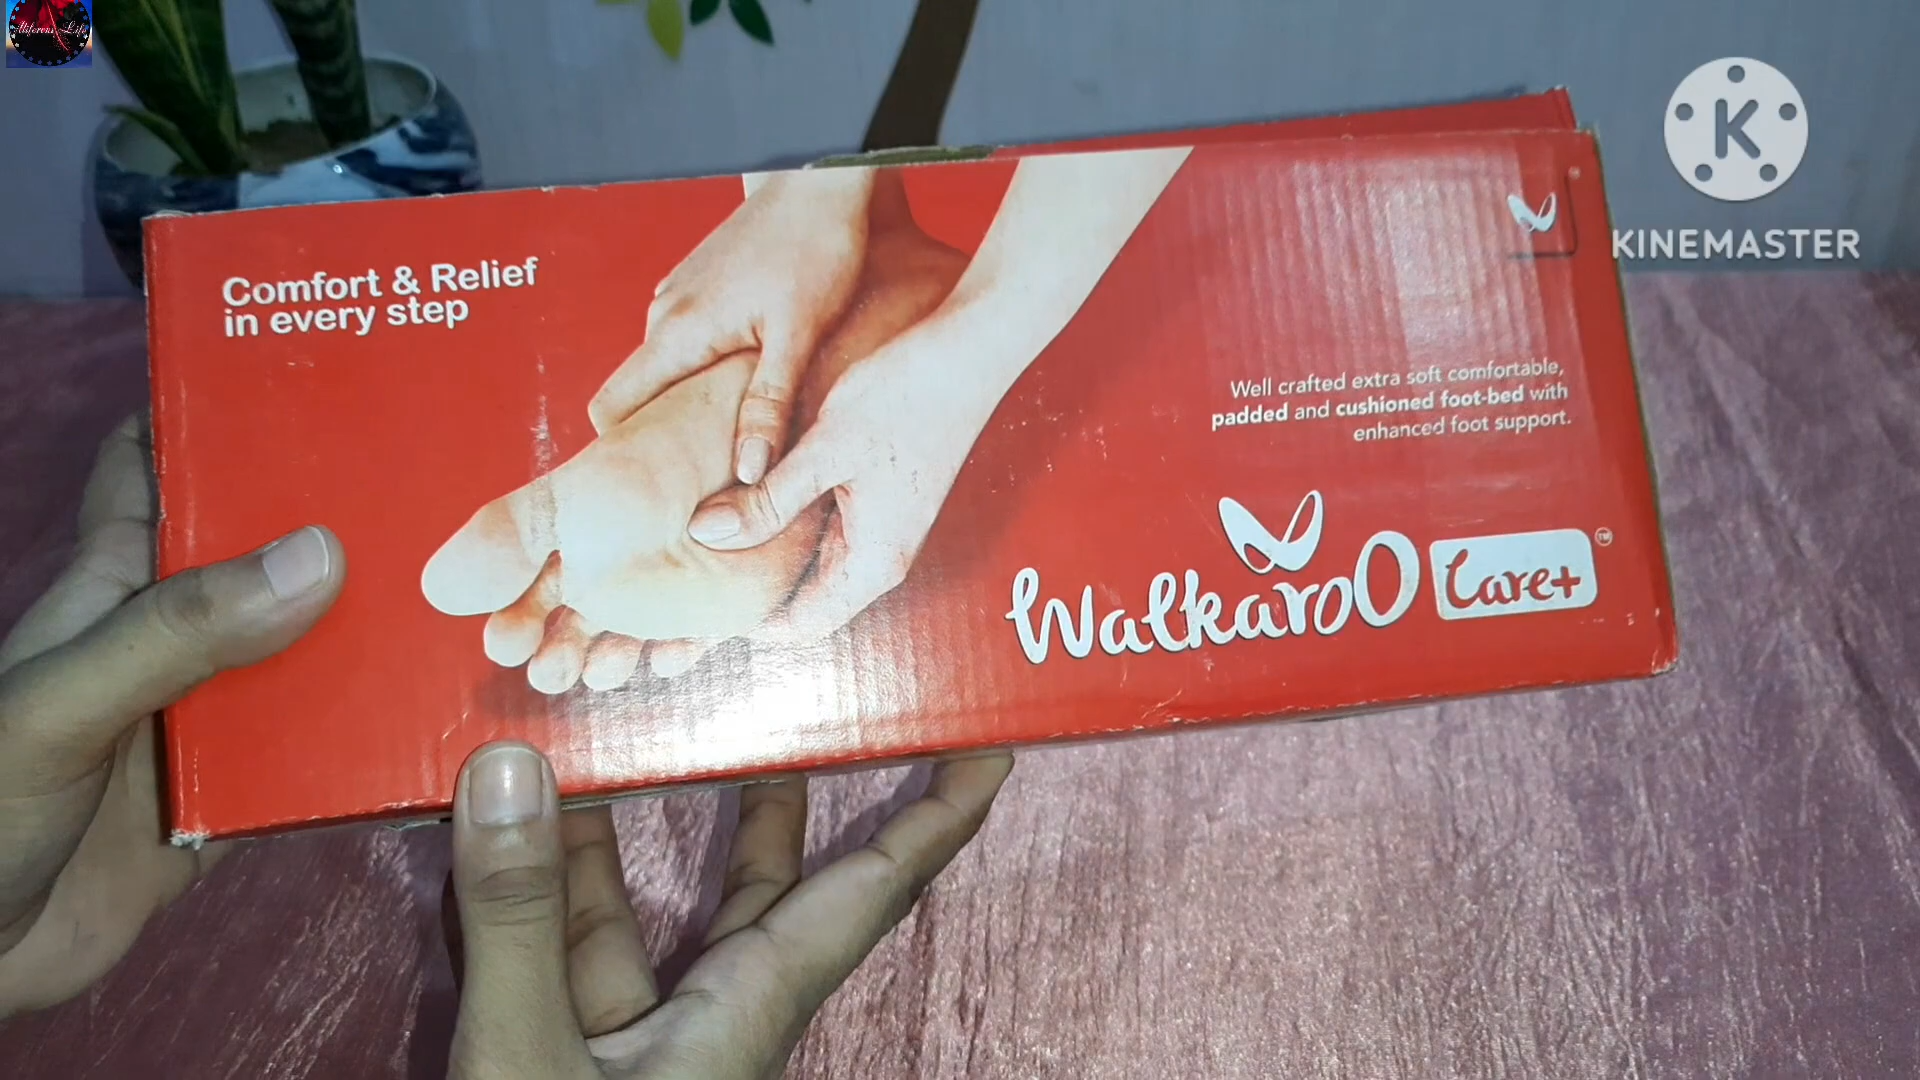 Comfort & Relief
in every step
Well crafted extra soft comfortable,
padded and cushioned foot-bed with
enhanced foot support.
Walkaroo Care+ ™
K
KINEMASTER